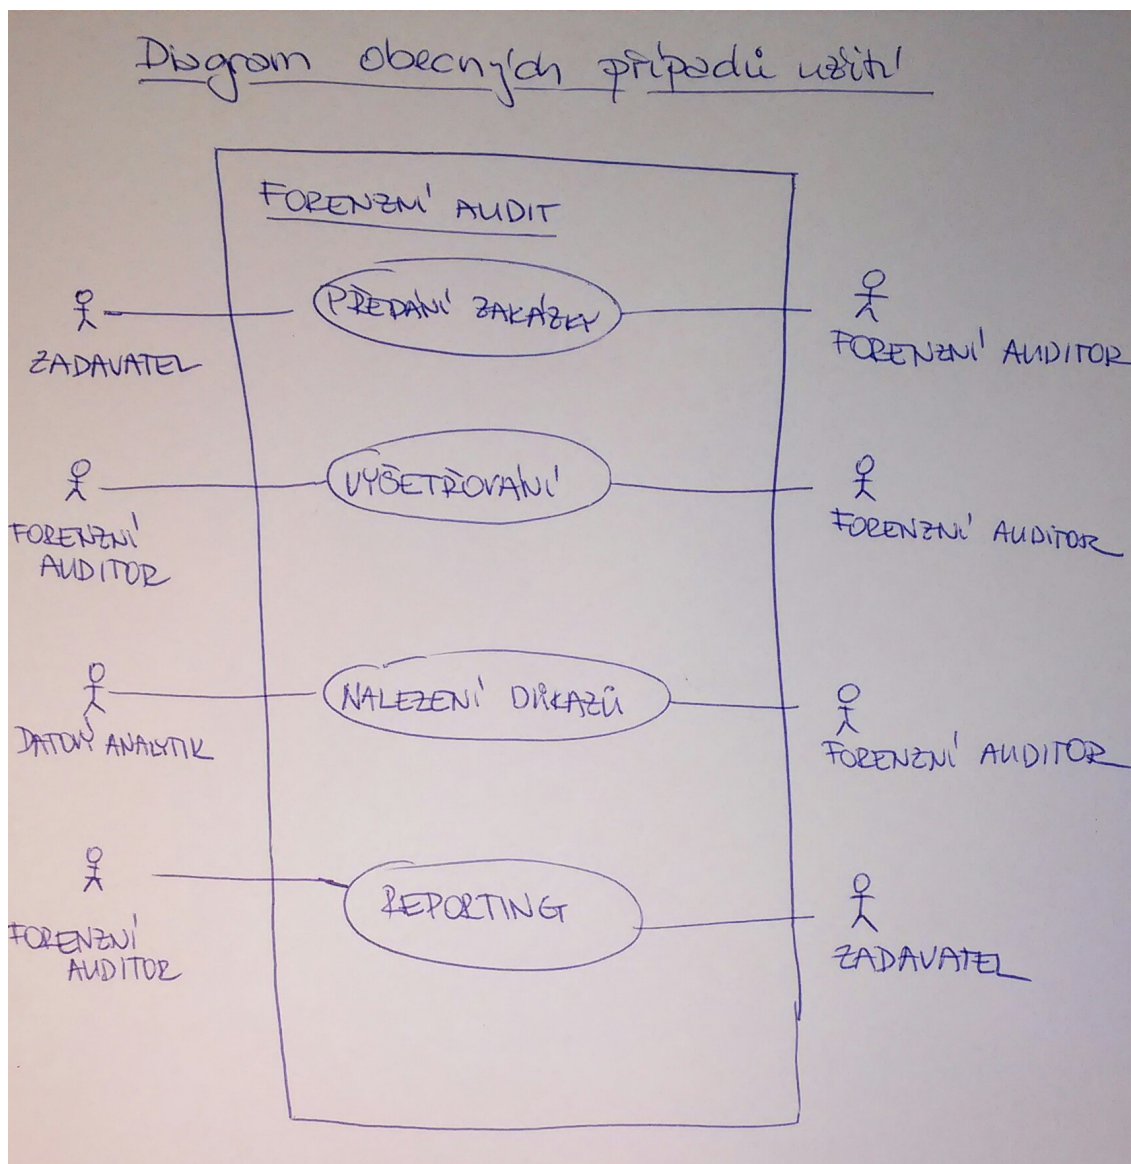 Diagram obecných případů užití
FORENZNÍ AUDIT
PŘEDÁNÍ ZAKÁZKY
ZADAVATEL
FORENZNÍ AUDITOR
VYŠETŘOVÁNÍ
FORENZNÍ
AUDITOR
FORENZNÍ AUDITOR
NALEZENÍ DŮKAZŮ
DATOVÝ ANALYTIK
FORENZNÍ AUDITOR
REPORTING
FORENZNÍ
AUDITOR
ZADAVATEL